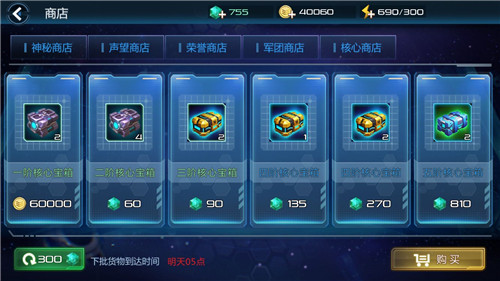 商店 755 40060 690/300
神秘商店 声望商店 荣誉商店 军团商店 核心商店
2 4 2 1 2 2
一阶核心宝箱 二阶核心宝箱 三阶核心宝箱 四阶核心宝箱 四阶核心宝箱 五阶核心宝箱
60000 60 90 135 270 810
300 下批货物到达时间 明天05点 购买